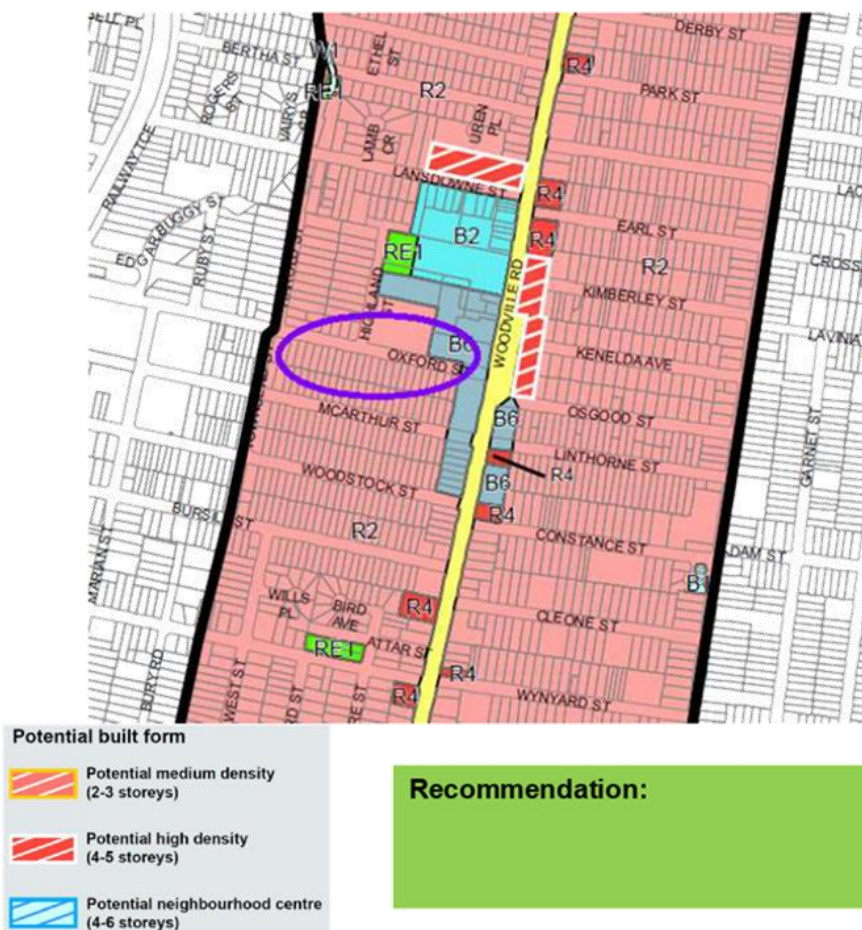 DERBY ST
BERTHA ST
W1
ETHEL
ST
R4
RE1
R2
PARK ST
ROGERS
ST
VAIRYS
UREN
PL
LAMB
CR
RAILWAY TCE
LANSDOWNE ST
R4
EARL ST
BUGGY ST
B2
R4
RE1
R2
EDGAR
RUBY ST
KIMBERLEY ST
HIGHLAND
ST
WOODVILLE RD
B6
KENELDA AVE
OXFORD ST
MCARTHUR ST
OSGOOD ST
B6
GARNET ST
LINTHORNE ST
R4
WOODSTOCK ST
B6
R4
CONSTANCE ST
R2
MARIAN ST
WILLS
PL
BIRD
AVE
R4
CLEONE ST
RE1
ATTAR ST
R4
WYNYARD ST
R4
BURY RD
WEST ST
Potential built form
Potential medium density
(2-3 storeys)
Potential high density
(4-5 storeys)
Potential neighbourhood centre
(4-6 storeys)
Recommendation: